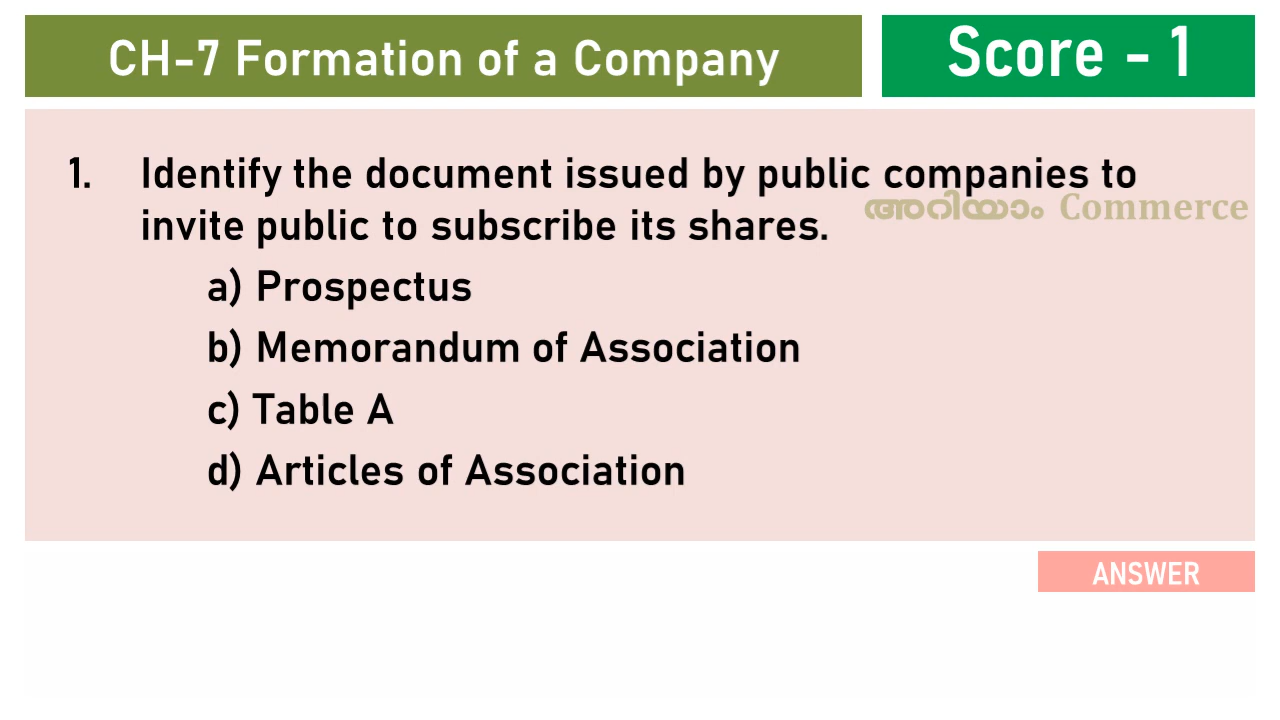 CH-7 Formation of a Company
Score - 1
1. Identify the document issued by public companies to
invite public to subscribe its shares.
അറിയാം Commerce
a) Prospectus
b) Memorandum of Association
c) Table A
d) Articles of Association
ANSWER